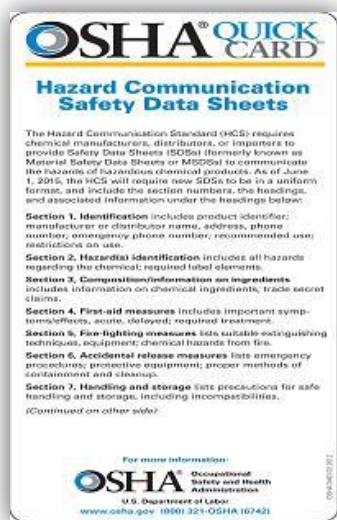 OSHA® QUICK CARD™
Hazard Communication
Safety Data Sheets
The Hazard Communication Standard (HCS) requires
chemical manufacturers, distributors, or importers to
provide Safety Data Sheets (SDSs) (formerly known as
Material Safety Data Sheets or MSDSs) to communicate
the hazards of hazardous chemical products. As of June
1, 2015, the HCS will require new SDSs to be in a uniform
format, and include the section numbers, the headings,
and associated information under the headings below:
Section 1, Identification includes product identifier;
manufacturer or distributor name, address, phone
number; emergency phone number; recommended use;
restrictions on use.
Section 2, Hazard(s) identification includes all hazards
regarding the chemical; required label elements.
Section 3, Composition/information on ingredients
includes information on chemical ingredients; trade secret
claims.
Section 4, First-aid measures includes important symp-
toms/effects, acute, delayed; required treatment.
Section 5, Fire-fighting measures lists suitable extinguishing
techniques, equipment; chemical hazards from fire.
Section 6, Accidental release measures lists emergency
procedures; protective equipment; proper methods of
containment and cleanup.
Section 7, Handling and storage lists precautions for safe
handling and storage, including incompatibilities.
(Continued on other side)
For more information:
OSHA® Occupational
Safety and Health
Administration
U.S. Department of Labor
www.osha.gov (800) 321-OSHA (6742)